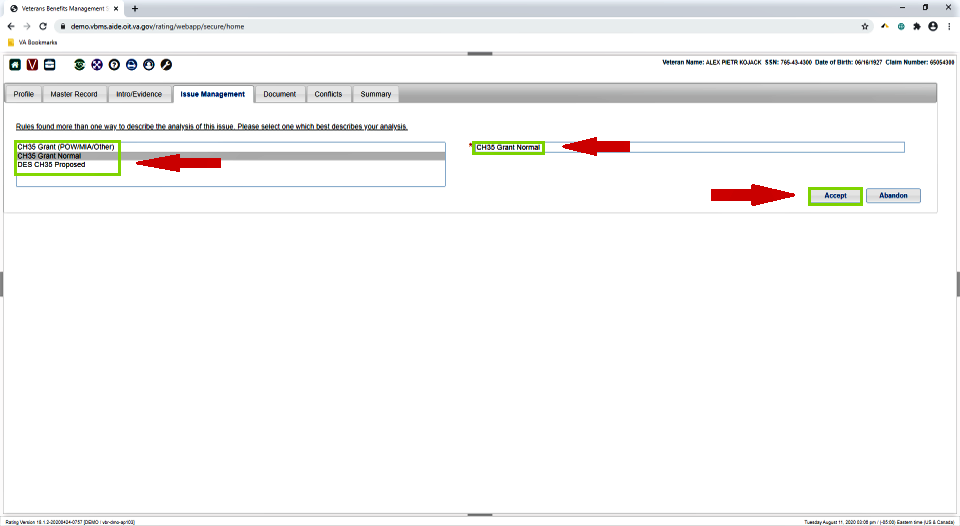 Veterans Benefits Management S
demo.vbms.aide.oit.va.gov/rating/webapp/secure/home
VA Bookmarks
Veteran Name: ALEX PIETR KOJACK SSN: 765-43-4300 Date of Birth: 06/16/1927 Claim Number: 65054300
Profile Master Record Intro/Evidence Issue Management Document Conflicts Summary
Rules found more than one way to describe the analysis of this issue. Please select one which best describes your analysis.
CH35 Grant (POW/MIA/Other)
CH35 Grant Normal
DES CH35 Proposed
* CH35 Grant Normal
Accept Abandon
Rating Version 19.1.2-20200424-0757 [DEMO / vbr-dmo-apr03]
Tuesday August 11, 2020 03:08 pm / (-05:00) Eastern time (US & Canada)